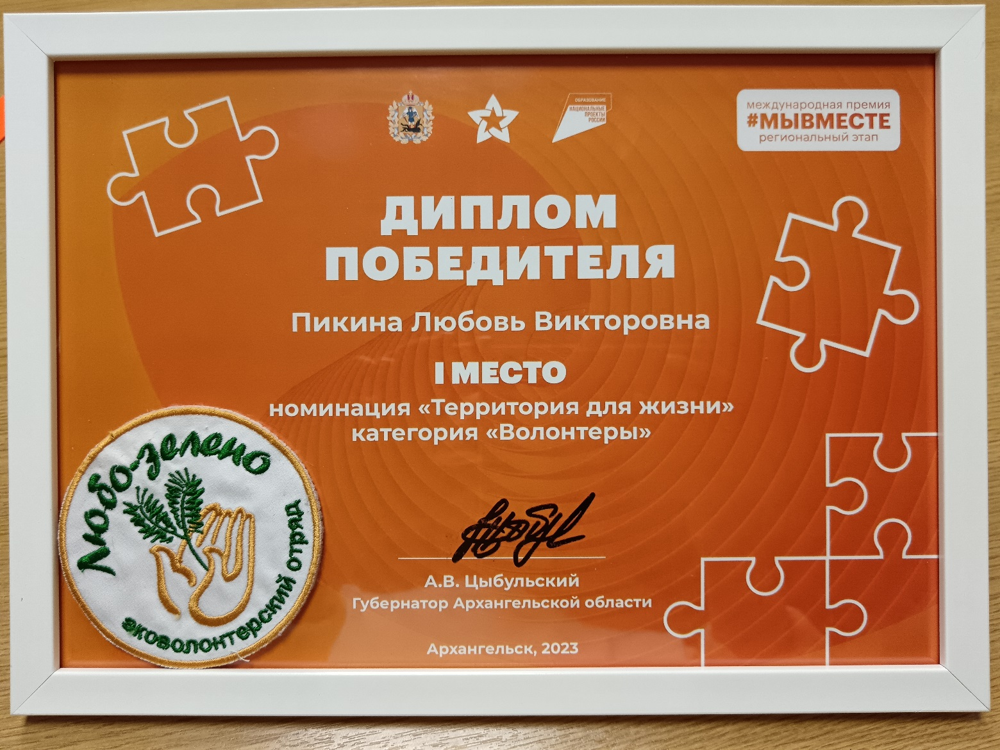 ОБРАЗОВАНИЕ
НАЦИОНАЛЬНЫЕ
ПРОЕКТЫ
РОССИИ
международная премия
#МЫВМЕСТЕ
региональный этап
ДИПЛОМ
ПОБЕДИТЕЛЯ
Пикина Любовь Викторовна
I МЕСТО
номинация «Территория для жизни»
категория «Волонтеры»
Любо-зелено
эковолонтерский отряд
А.В. Цыбульский
Губернатор Архангельской области
Архангельск, 2023